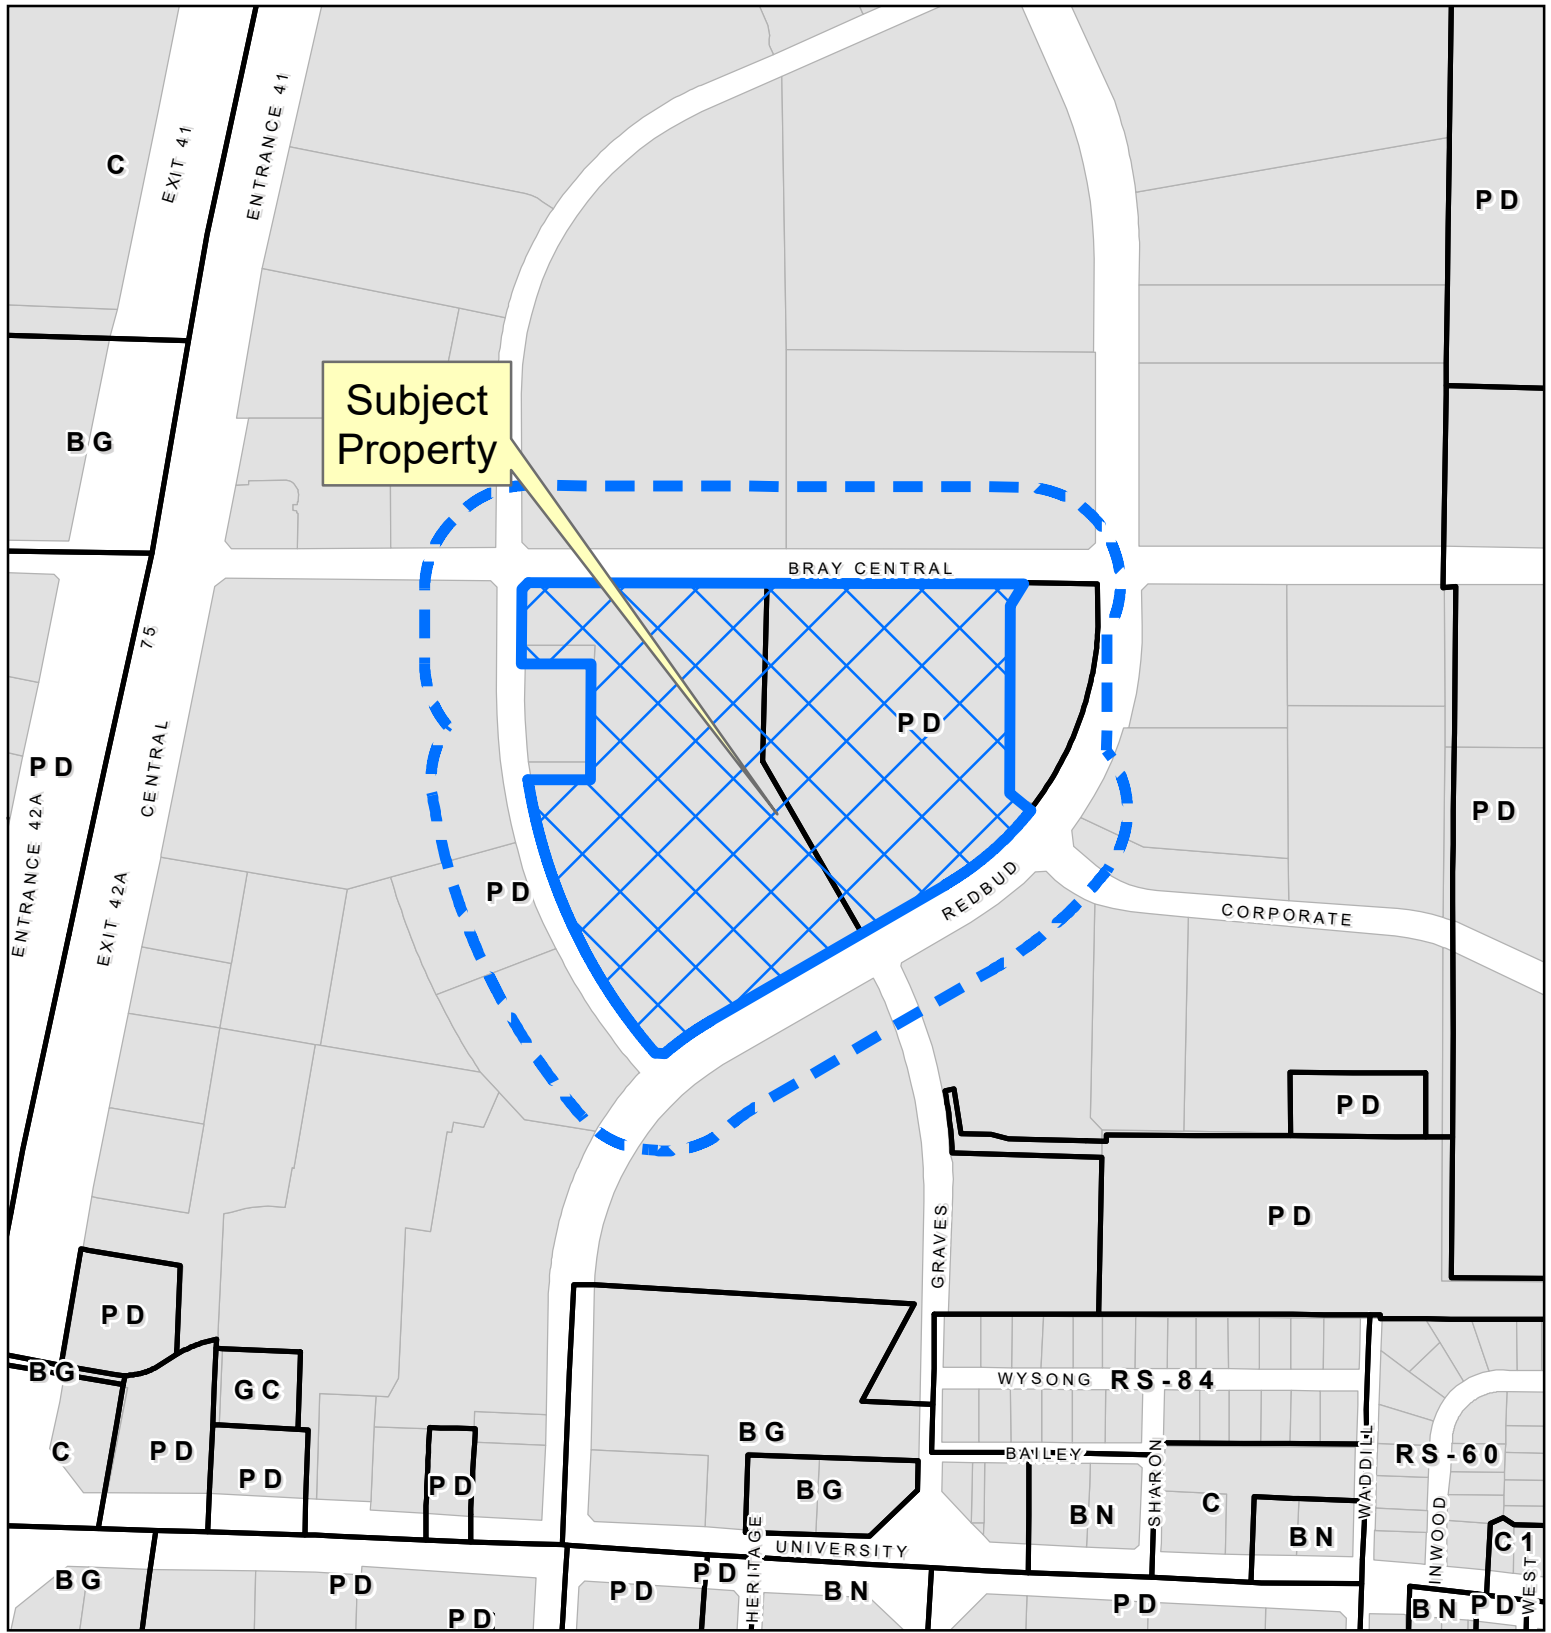 EXIT 41
ENTRANCE 41
C
PD
Subject
Property
BG
BRAY CENTRAL
75
CENTRAL
PD
PD
PD
ENTRANCE 42A
EXIT 42A
PD
REDBUD
CORPORATE
PD
PD
GRAVES
PD
BG
GC
WYSONG
RS-84
C
PD
PD
PD
BG
BG
BAILEY
SHARON
WADDILL
RS-60
BN
C
BN
INWOOD
C1
WEST
HERITAGE
UNIVERSITY
BG
PD
PD
PD
PD
BN
PD
BN
PD